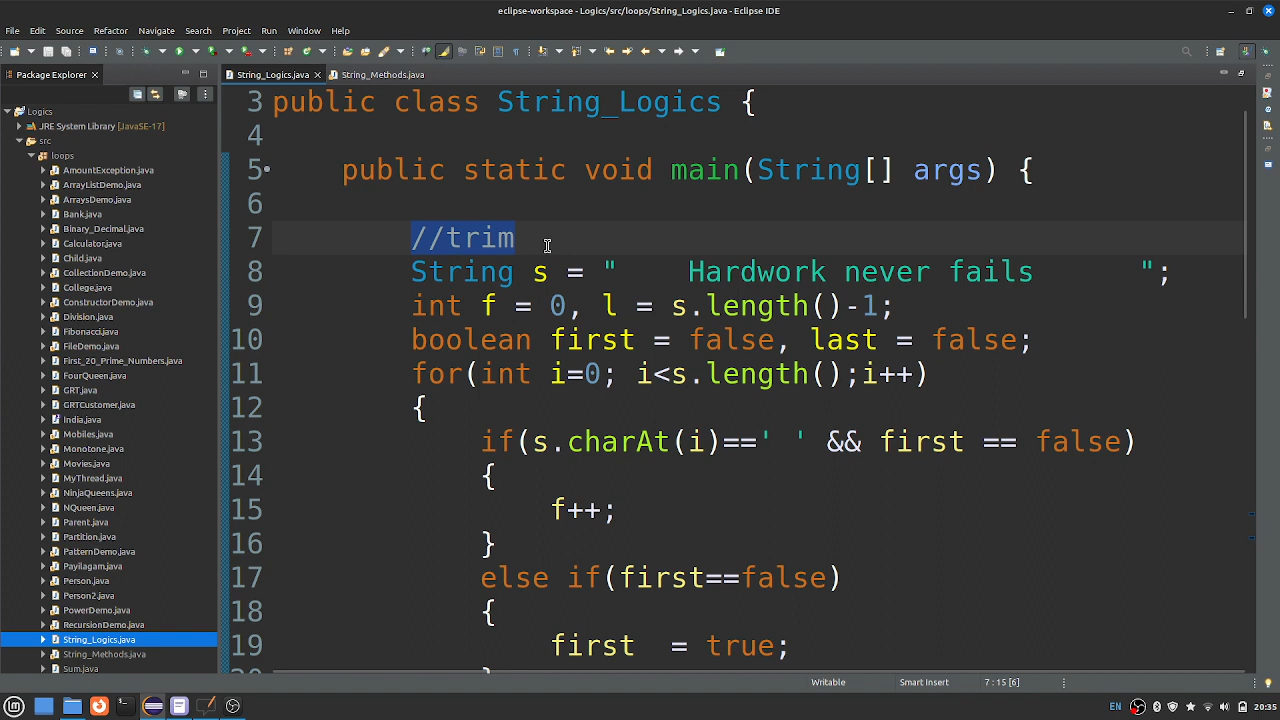 eclipse-workspace - Logics/src/loops/String_Logics.java - Eclipse IDE
File Edit Source Refactor Navigate Search Project Run Window Help
Package Explorer
String_Logics.java
String_Methods.java
Logics
JRE System Library [JavaSE-17]
src
loops
AmountException.java
ArrayListDemo.java
ArraysDemo.java
Bank.java
Binary_Decimal.java
Calculator.java
Child.java
CollectionDemo.java
College.java
ConstructorDemo.java
Division.java
Fibonacci.java
FileDemo.java
First_20_Prime_Numbers.java
FourQueen.java
GRT.java
GRTCustomer.java
India.java
Mobiles.java
Monotone.java
Movies.java
MyThread.java
NinjaQueens.java
NQueen.java
Parent.java
Partition.java
PatternDemo.java
Payilagam.java
Person.java
Person2.java
PowerDemo.java
RecursionDemo.java
String_Logics.java
String_Methods.java
Sum.java
3 public class String_Logics {
4
5 public static void main(String[] args) {
6
7 //trim
8 String s = "    Hardwork never fails      ";
9 int f = 0, l = s.length()-1;
10 boolean first = false, last = false;
11 for(int i=0; i<s.length();i++)
12 {
13 if(s.charAt(i)==' ' && first == false)
14 {
15 f++;
16 }
17 else if(first==false)
18 {
19 first  = true;
Writable Smart Insert 7 : 15 [6]
EN 20:35